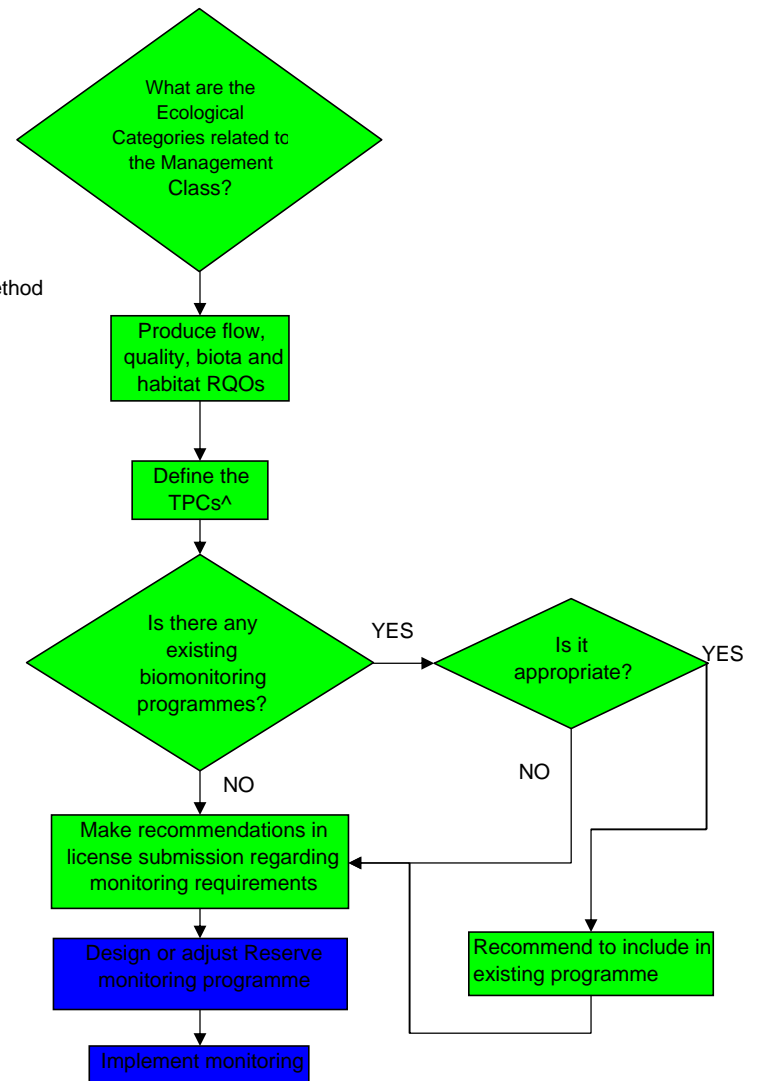 What are the
Ecological
Categories related to
the Management
Class?
ethod
Produce flow,
quality, biota and
habitat RQOs
Define the
TPCs^
Is there any
existing
biomonitoring
programmes?
YES
Is it
appropriate?
YES
NO
NO
Make recommendations in
license submission regarding
monitoring requirements
Design or adjust Reserve
monitoring programme
Recommend to include in
existing programme
Implement monitoring